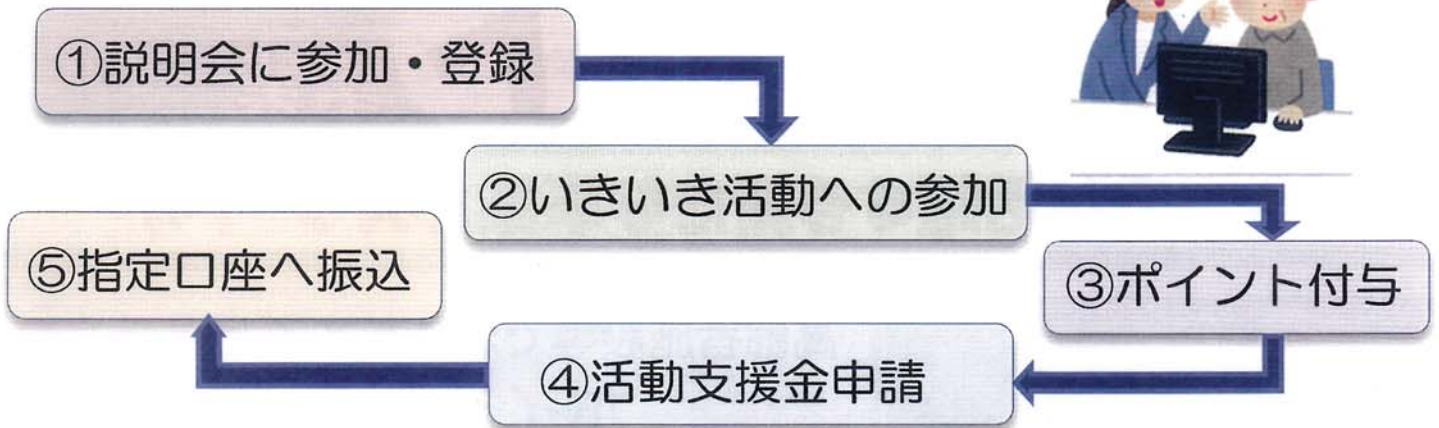 ①説明会に参加・登録
②いきいき活動への参加
③ポイント付与
④活動支援金申請
⑤指定口座へ振込